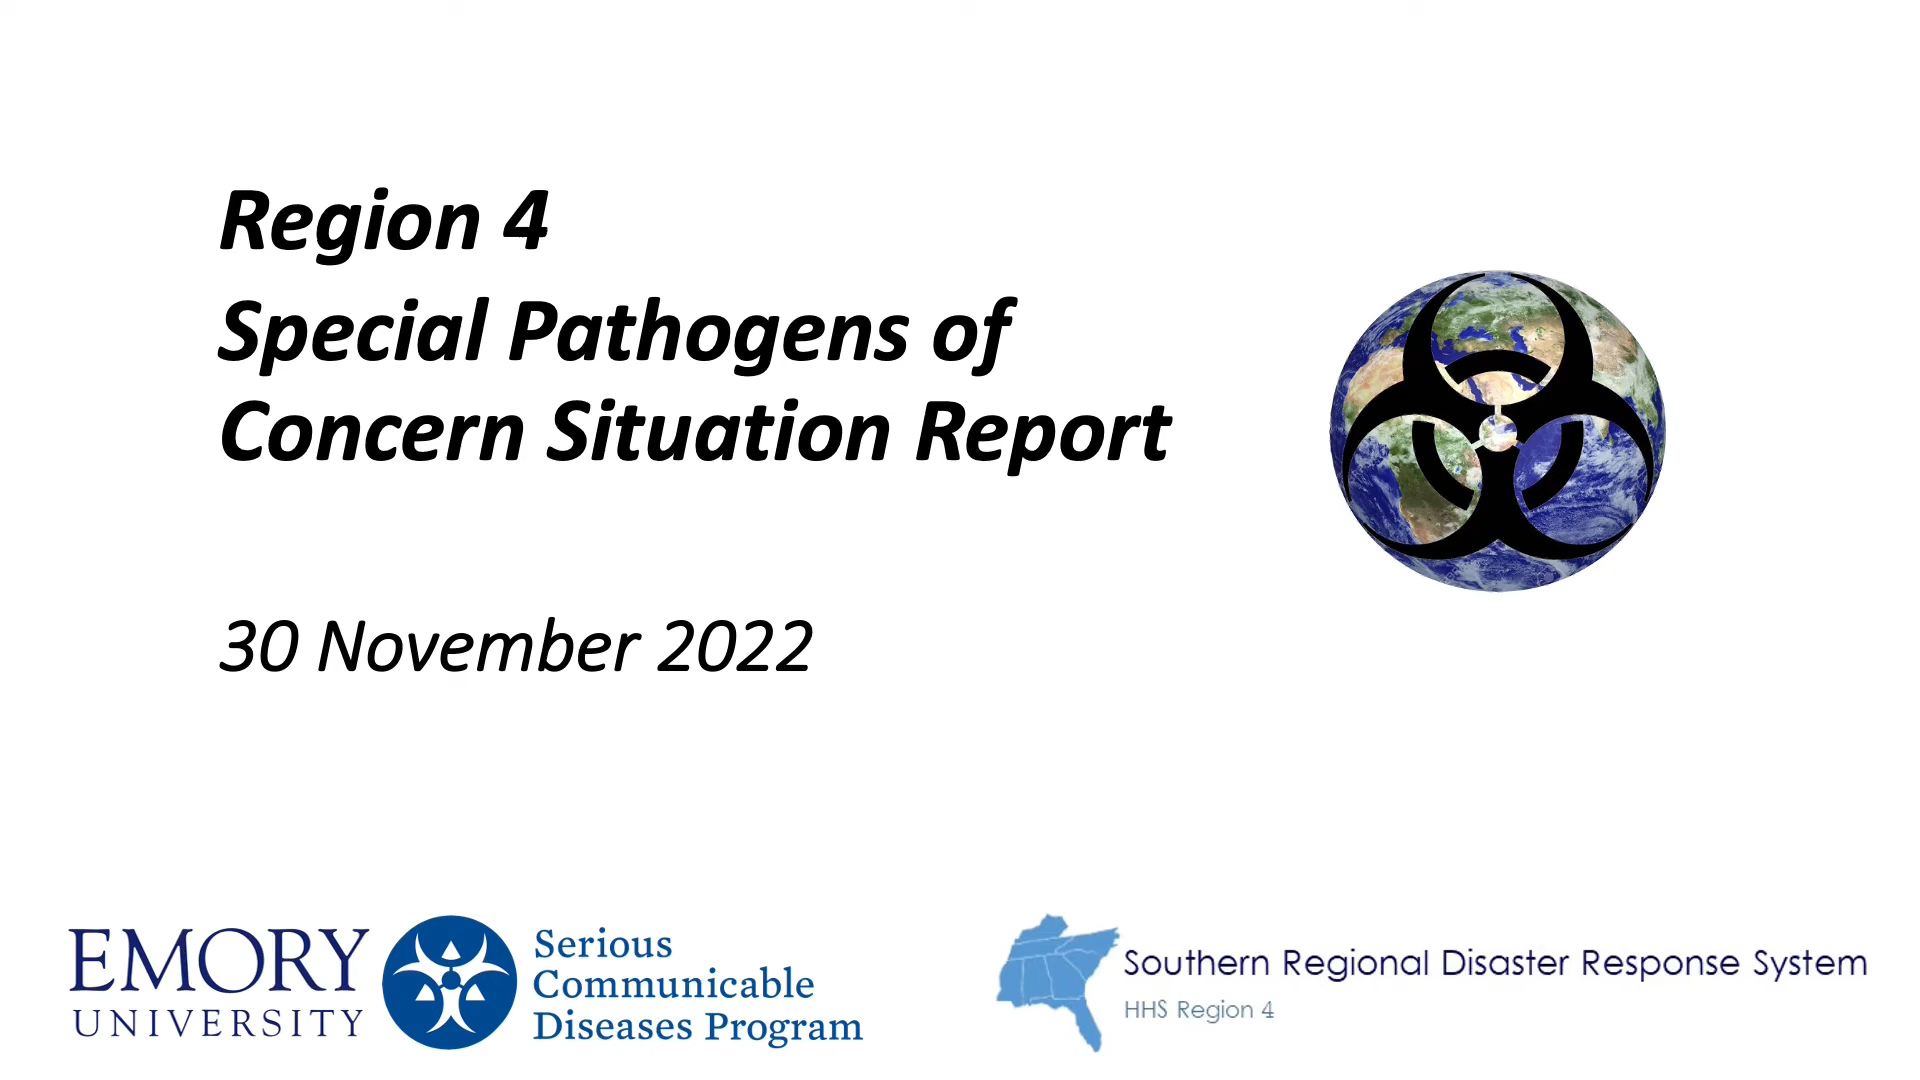 Region 4
Special Pathogens of
Concern Situation Report
30 November 2022
EMORY
UNIVERSITY
Serious
Communicable
Diseases Program
Southern Regional Disaster Response System
HHS Region 4